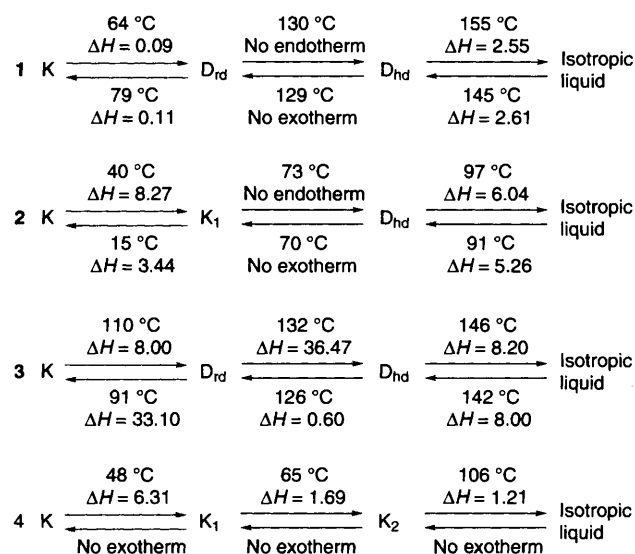 64 °C 130 °C 155 °C
ΔH = 0.09 No endotherm ΔH = 2.55
1 K D_rd D_hd Isotropic liquid
79 °C 129 °C 145 °C
ΔH = 0.11 No exotherm ΔH = 2.61
40 °C 73 °C 97 °C
ΔH = 8.27 No endotherm ΔH = 6.04
2 K K_1 D_hd Isotropic liquid
15 °C 70 °C 91 °C
ΔH = 3.44 No exotherm ΔH = 5.26
110 °C 132 °C 146 °C
ΔH = 8.00 ΔH = 36.47 ΔH = 8.20
3 K D_rd D_hd Isotropic liquid
91 °C 126 °C 142 °C
ΔH = 33.10 ΔH = 0.60 ΔH = 8.00
48 °C 65 °C 106 °C
ΔH = 6.31 ΔH = 1.69 ΔH = 1.21
4 K K_1 K_2 Isotropic liquid
No exotherm No exotherm No exotherm